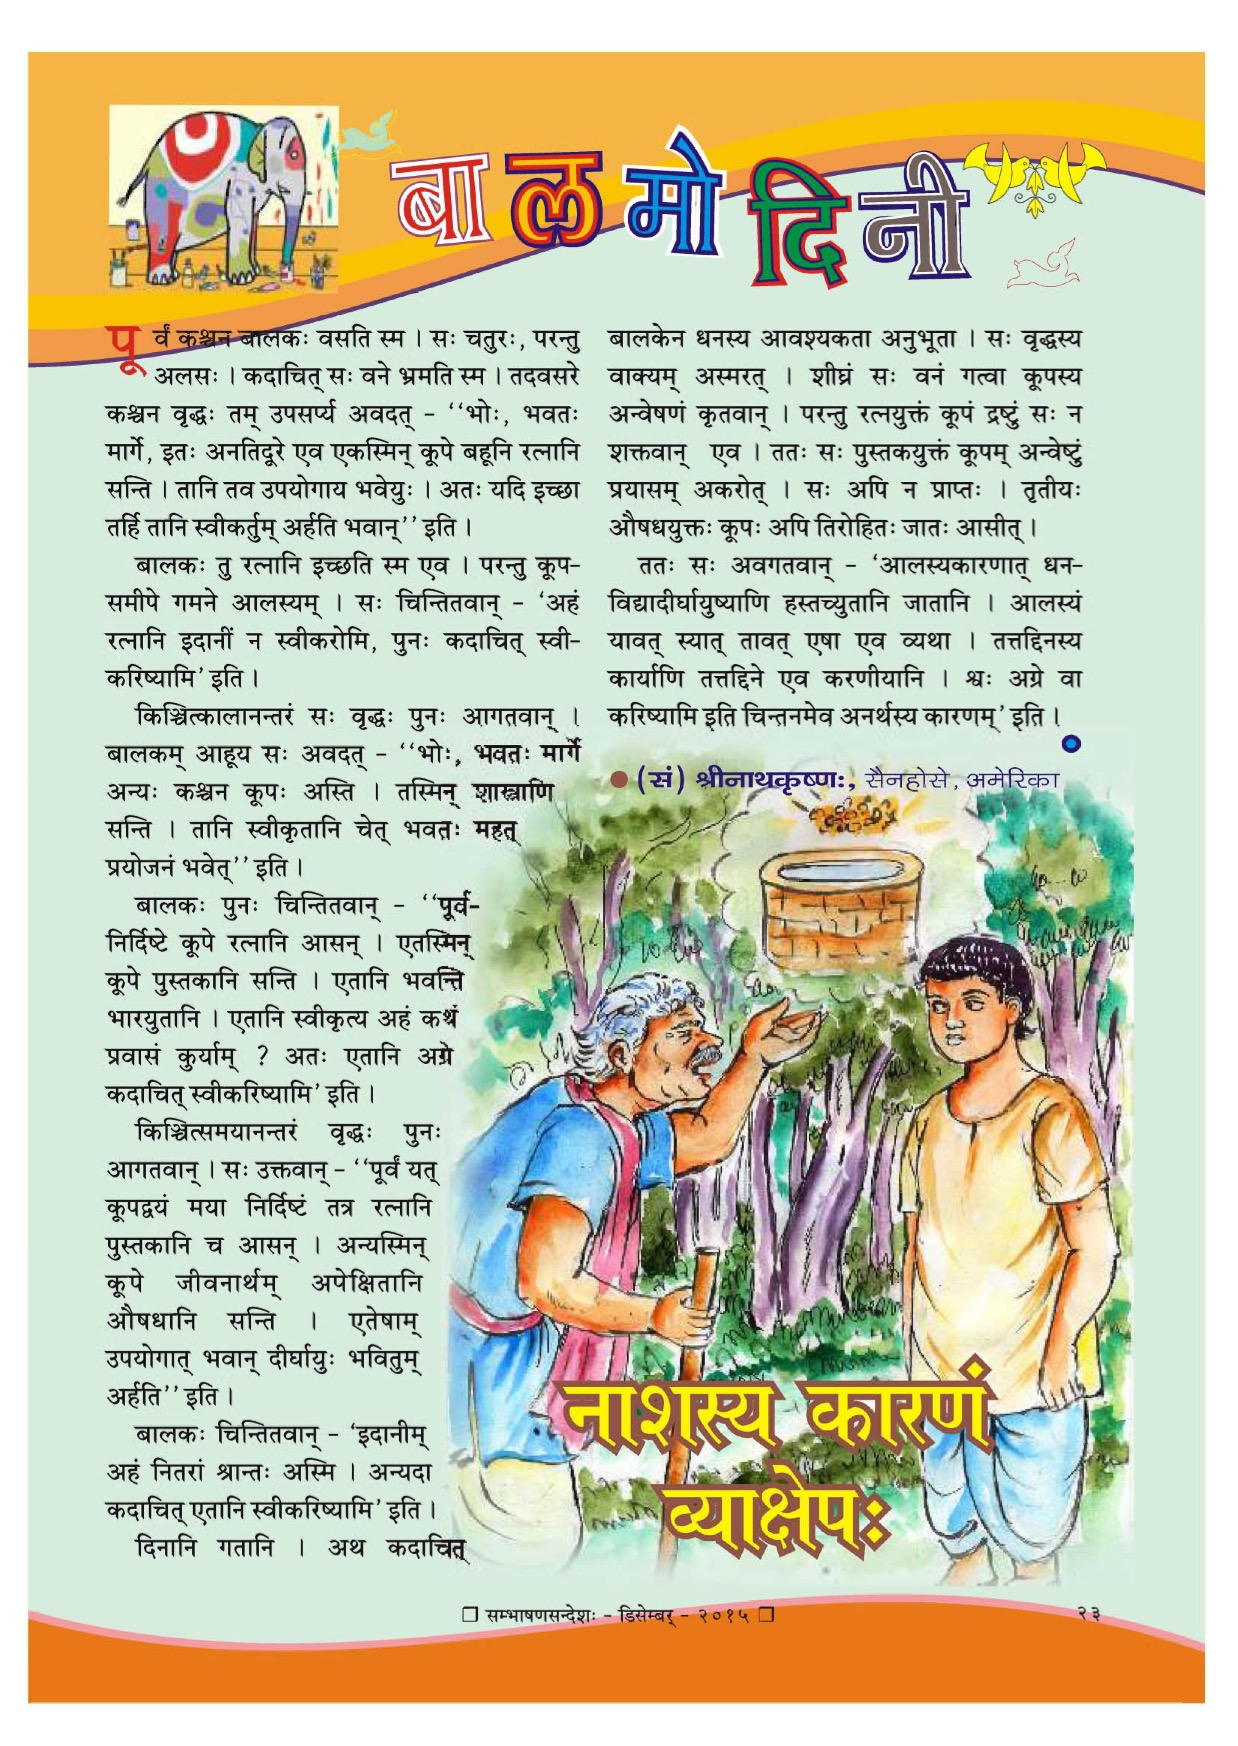 बालमोदिनी
पूर्वं कश्चन बालकः वसति स्म । सः चतुरः, परन्तु
अलसः । कदाचित् सः वने भ्रमति स्म । तदवसरे
कश्चन वृद्धः तम् उपसर्प्य अवदत् - ‘‘भोः, भवतः
मार्गे, इतः अनतिदूरे एव एकस्मिन् कूपे बहूनि रत्नानि
सन्ति । तानि तव उपयोगाय भवेयुः । अतः यदि इच्छा
तर्हि तानि स्वीकर्तुम् अर्हति भवान्’’ इति ।
बालकः तु रत्नानि इच्छति स्म एव । परन्तु कूप-
समीपे गमने आलस्यम् । सः चिन्तितवान् - ‘अहं
रत्नानि इदानीं न स्वीकरोमि, पुनः कदाचित् स्वी-
करिष्यामि’ इति ।
किञ्चित्कालानन्तरं सः वृद्धः पुनः आगतवान् ।
बालकम् आहूय सः अवदत् - ‘‘भोः, भवतः मार्गे
अन्यः कश्चन कूपः अस्ति । तस्मिन् शास्त्राणि
सन्ति । तानि स्वीकृतानि चेत् भवतः महत्
प्रयोजनं भवेत्’’ इति ।
बालकः पुनः चिन्तितवान् - ‘‘पूर्व-
निर्दिष्टे कूपे रत्नानि आसन् । एतस्मिन्
कूपे पुस्तकानि सन्ति । एतानि भवन्ति
भारयुतानि । एतानि स्वीकृत्य अहं कथं
प्रवासं कुर्याम् ? अतः एतानि अग्रे
कदाचित् स्वीकरिष्यामि’ इति ।
किञ्चित्समयानन्तरं वृद्धः पुनः
आगतवान् । सः उक्तवान् - ‘‘पूर्वं यत्
कूपद्वयं मया निर्दिष्टं तत्र रत्नानि
पुस्तकानि च आसन् । अन्यस्मिन्
कूपे जीवनार्थम् अपेक्षितानि
औषधानि सन्ति । एतेषाम्
उपयोगात् भवान् दीर्घायुः भवितुम्
अर्हति’’ इति ।
बालकः चिन्तितवान् - ‘इदानीम्
अहं नितरां श्रान्तः अस्मि । अन्यदा
कदाचित् एतानि स्वीकरिष्यामि’ इति ।
दिनानि गतानि । अथ कदाचित्
बालकेन धनस्य आवश्यकता अनुभूता । सः वृद्धस्य
वाक्यम् अस्मरत् । शीघ्रं सः वनं गत्वा कूपस्य
अन्वेषणं कृतवान् । परन्तु रत्नयुक्तं कूपं द्रष्टुं सः न
शक्तवान् एव । ततः सः पुस्तकयुक्तं कूपम् अन्वेष्टुं
प्रयासम् अकरोत् । सः अपि न प्राप्तः । तृतीयः
औषधयुक्तः कूपः अपि तिरोहितः जातः आसीत् ।
ततः सः अवगतवान् - ‘आलस्यकारणात् धन-
विद्यादीर्घायुष्याणि हस्तच्युतानि जातानि । आलस्यं
यावत् स्यात् तावत् एषा एव व्यथा । तत्तद्दिनस्य
कार्याणि तत्तद्दिने एव करणीयानि । श्वः अग्रे वा
करिष्यामि इति चिन्तनमेव अनर्थस्य कारणम्’ इति ।
● (सं) श्रीनाथकृष्णः, सैनहोसे, अमेरिका
नाशस्य कारणं
व्याक्षेपः
❒ सम्भाषणसन्देशः - डिसेम्बर् - २०१५ ❒
२३